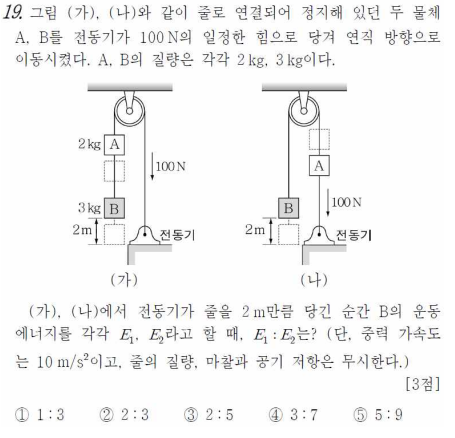 19. 그림 (가), (나)와 같이 줄로 연결되어 정지해 있던 두 물체
A, B를 전동기가 100 N의 일정한 힘으로 당겨 연직 방향으로
이동시켰다. A, B의 질량은 각각 2 kg, 3 kg이다.
2 kg A
100 N
3 kg B
2 m
전동기
(가)
A
100 N
B
2 m
전동기
(나)
(가), (나)에서 전동기가 줄을 2 m만큼 당긴 순간 B의 운동
에너지를 각각 E₁, E₂라고 할 때, E₁ : E₂는? (단, 중력 가속도
는 10 m/s²이고, 줄의 질량, 마찰과 공기 저항은 무시한다.)
[3점]
① 1 : 3 ② 2 : 3 ③ 2 : 5 ④ 3 : 7 ⑤ 5 : 9